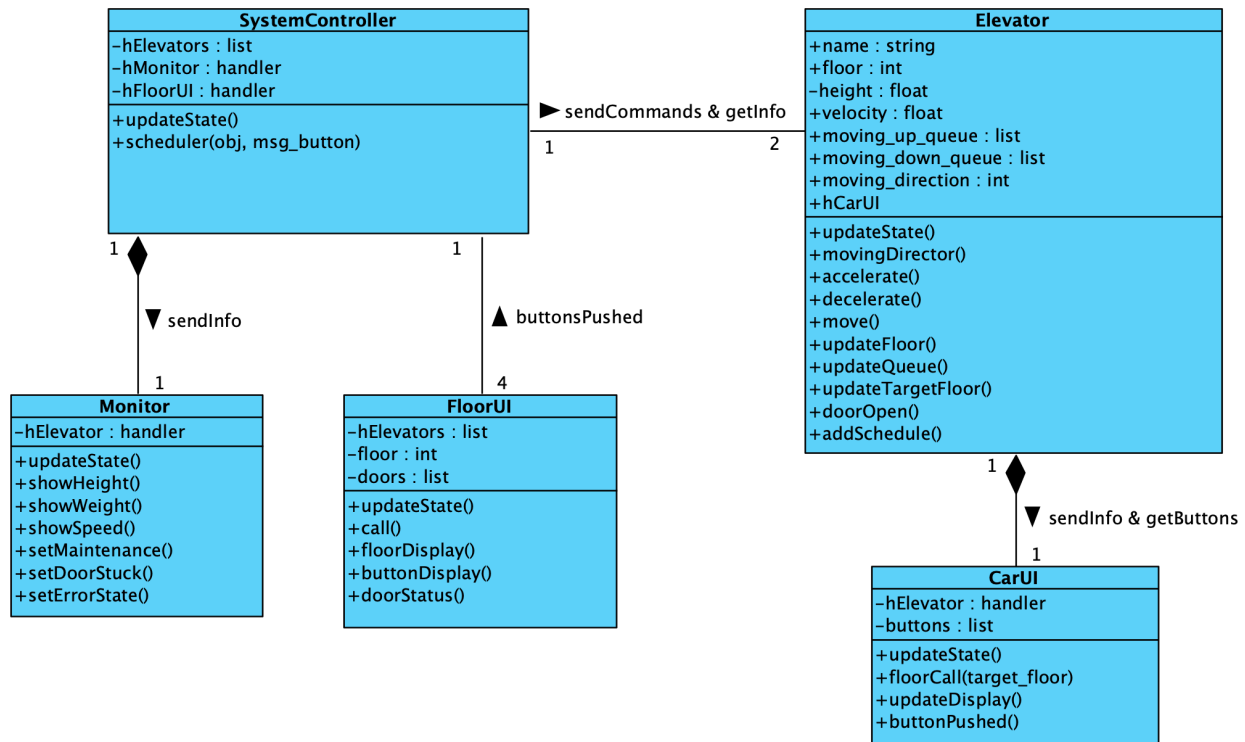 SystemController
-hElevators : list
-hMonitor : handler
-hFloorUI : handler
+updateState()
+scheduler(obj, msg_button)
sendCommands & getInfo
1
2
Elevator
+name : string
+floor : int
-height : float
+velocity : float
+moving_up_queue : list
+moving_down_queue : list
+moving_direction : int
+hCarUI
+updateState()
+movingDirector()
+accelerate()
+decelerate()
+move()
+updateFloor()
+updateQueue()
+updateTargetFloor()
+doorOpen()
+addSchedule()
1
sendInfo
1
1
buttonsPushed
4
Monitor
-hElevator : handler
+updateState()
+showHeight()
+showWeight()
+showSpeed()
+setMaintenance()
+setDoorStuck()
+setErrorState()
FloorUI
-hElevators : list
-floor : int
-doors : list
+updateState()
+call()
+floorDisplay()
+buttonDisplay()
+doorStatus()
1
sendInfo & getButtons
1
CarUI
-hElevator : handler
-buttons : list
+updateState()
+floorCall(target_floor)
+updateDisplay()
+buttonPushed()